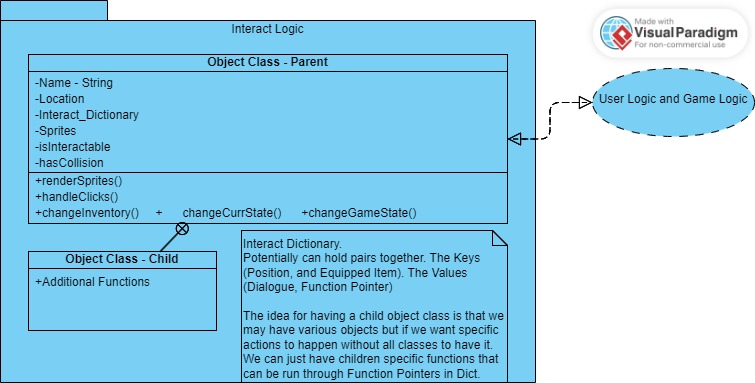 Interact Logic
Made with
VisualParadigm
For non-commercial use
Object Class - Parent
-Name - String
-Location
-Interact_Dictionary
-Sprites
-isInteractable
-hasCollision
+renderSprites()
+handleClicks()
+changeInventory() + changeCurrState() +changeGameState()
User Logic and Game Logic
Object Class - Child
+Additional Functions
Interact Dictionary.
Potentially can hold pairs together. The Keys
(Position, and Equipped Item). The Values
(Dialogue, Function Pointer)
The idea for having a child object class is that we
may have various objects but if we want specific
actions to happen without all classes to have it.
We can just have children specific functions that
can be run through Function Pointers in Dict.